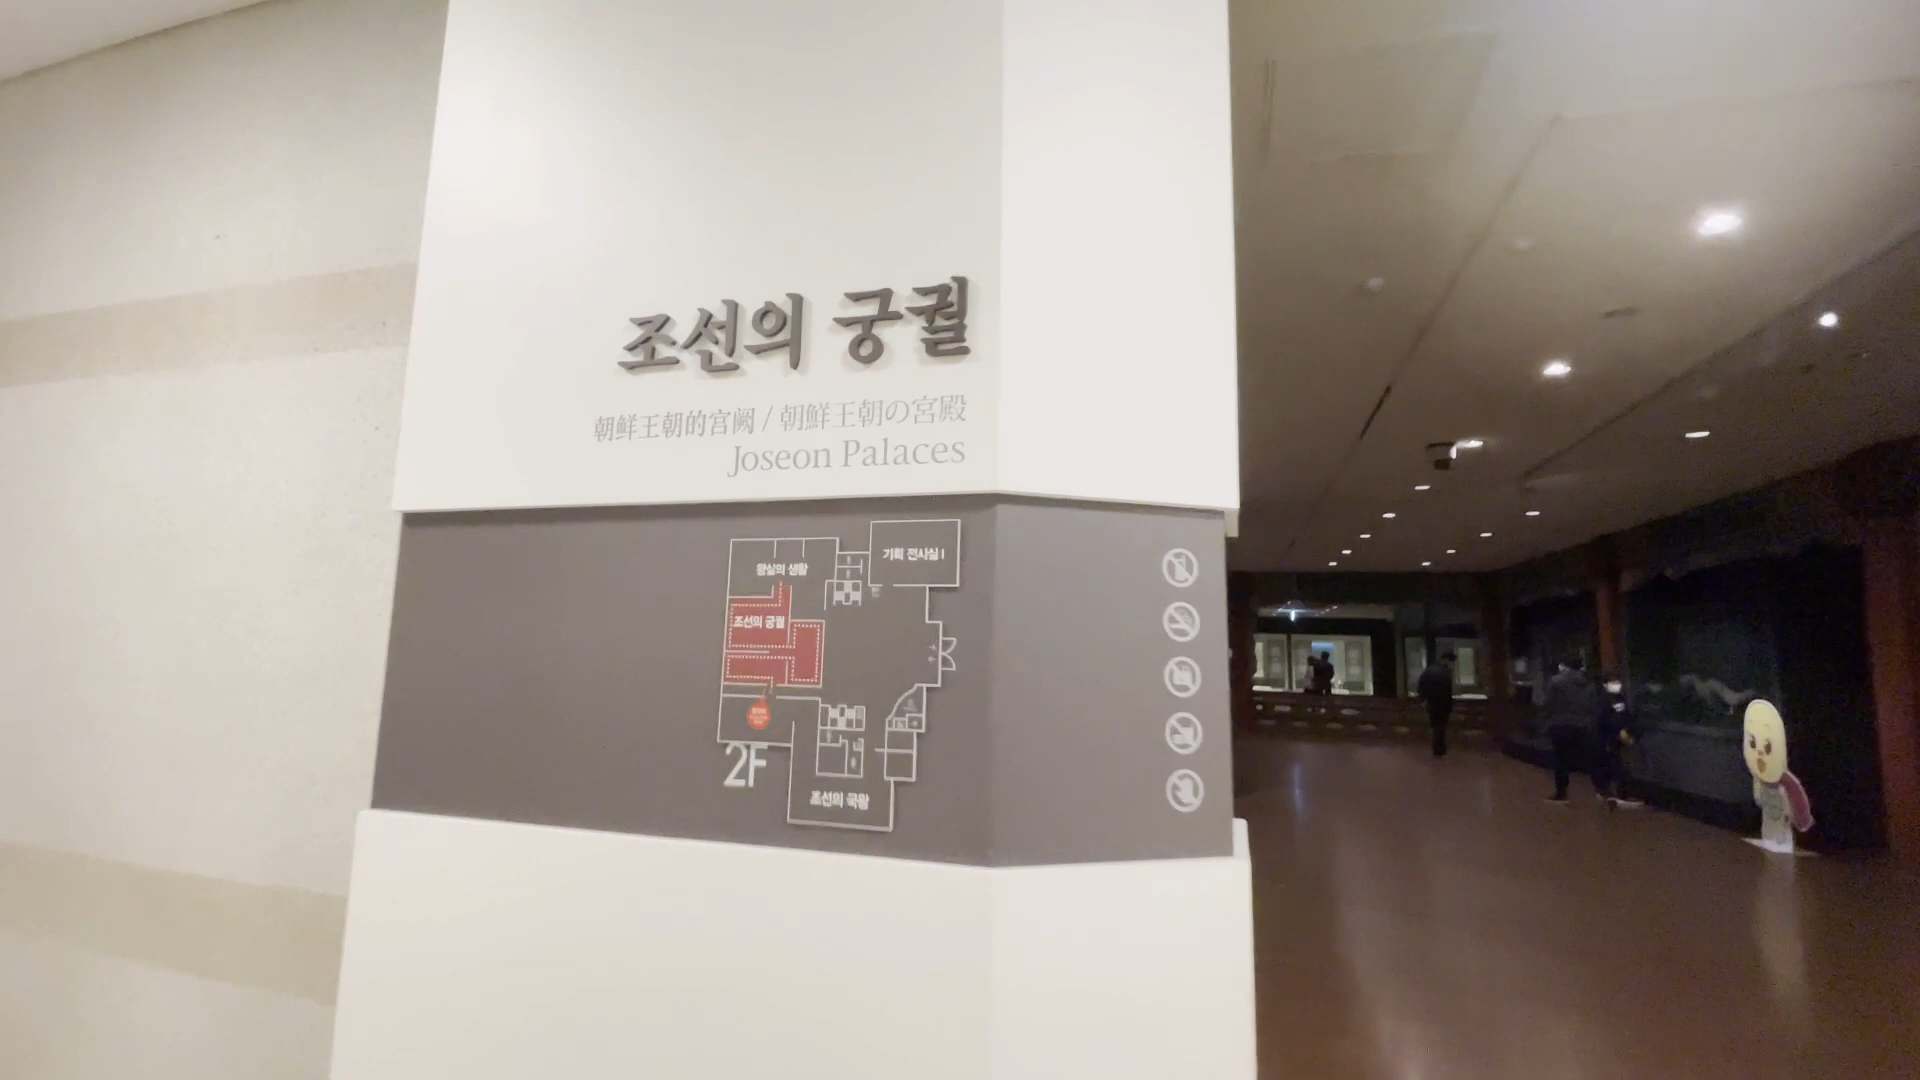 조선의 궁궐
朝鲜王朝的宫阙 / 朝鮮王朝の宮殿
Joseon Palaces
기획 전시실 I
왕실의 생활
조선의 궁궐
2F
조선의 국왕